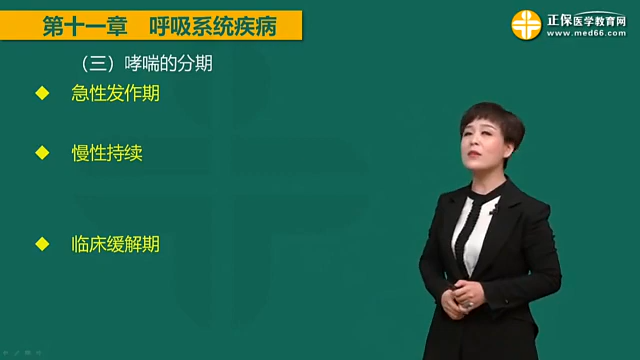 第十一章 呼吸系统疾病
正保医学教育网
www.med66.com
（三）哮喘的分期
◆ 急性发作期
◆ 慢性持续
◆ 临床缓解期